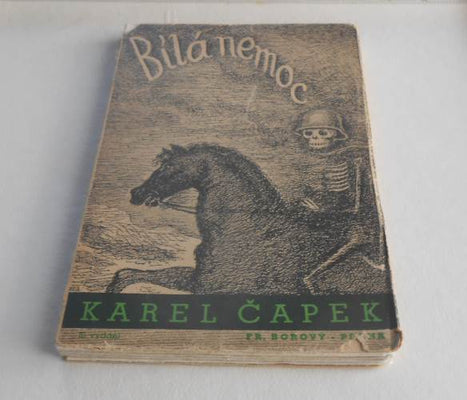 Bílá nemoc
KAREL ČAPEK
FR. BOROVÝ - PRAHA